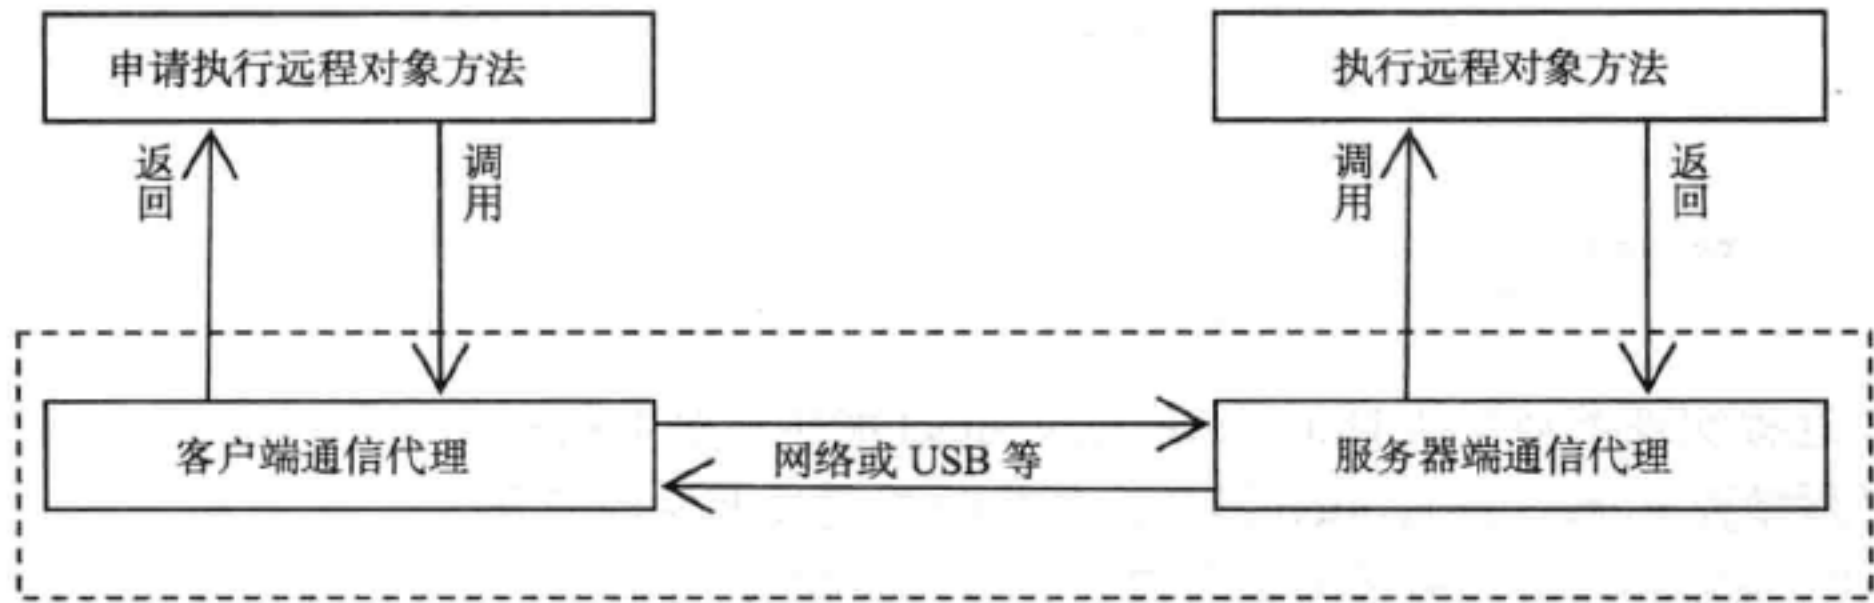 申请执行远程对象方法
执行远程对象方法
返回
调用
调用
返回
客户端通信代理
网络或 USB 等
服务器端通信代理